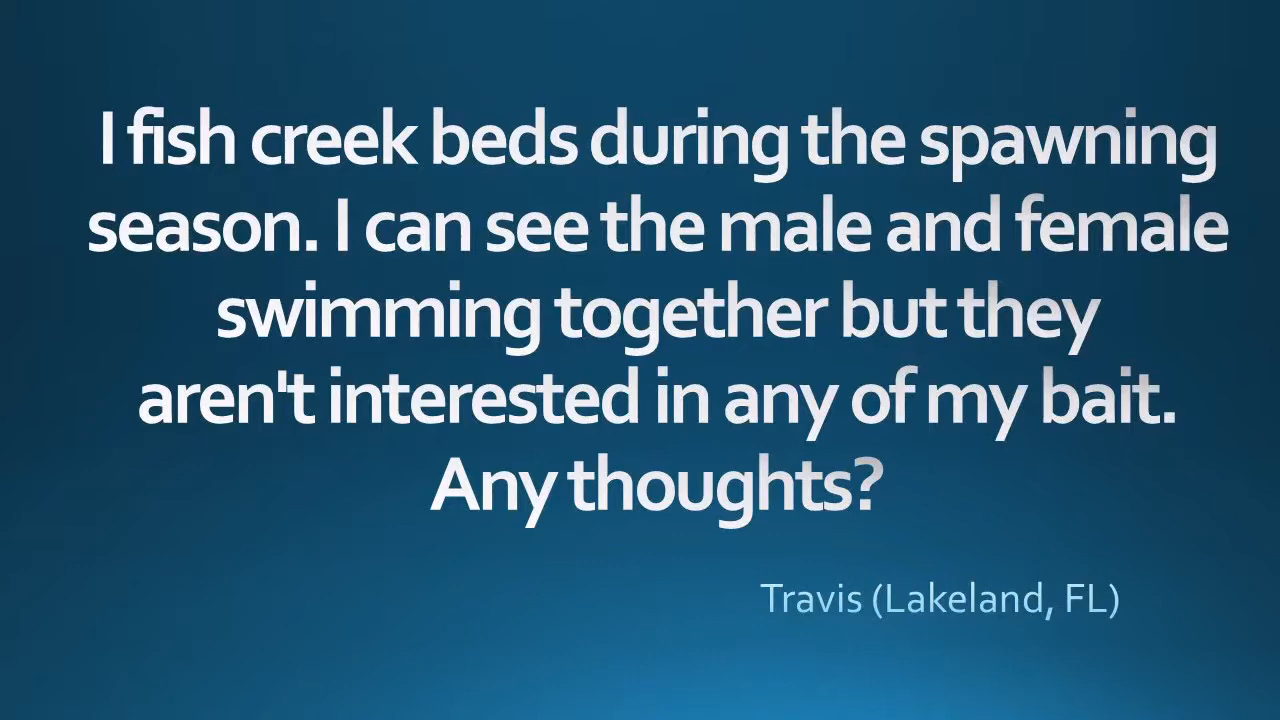 I fish creek beds during the spawning
season. I can see the male and female
swimming together but they
aren't interested in any of my bait.
Any thoughts?
Travis (Lakeland, FL)